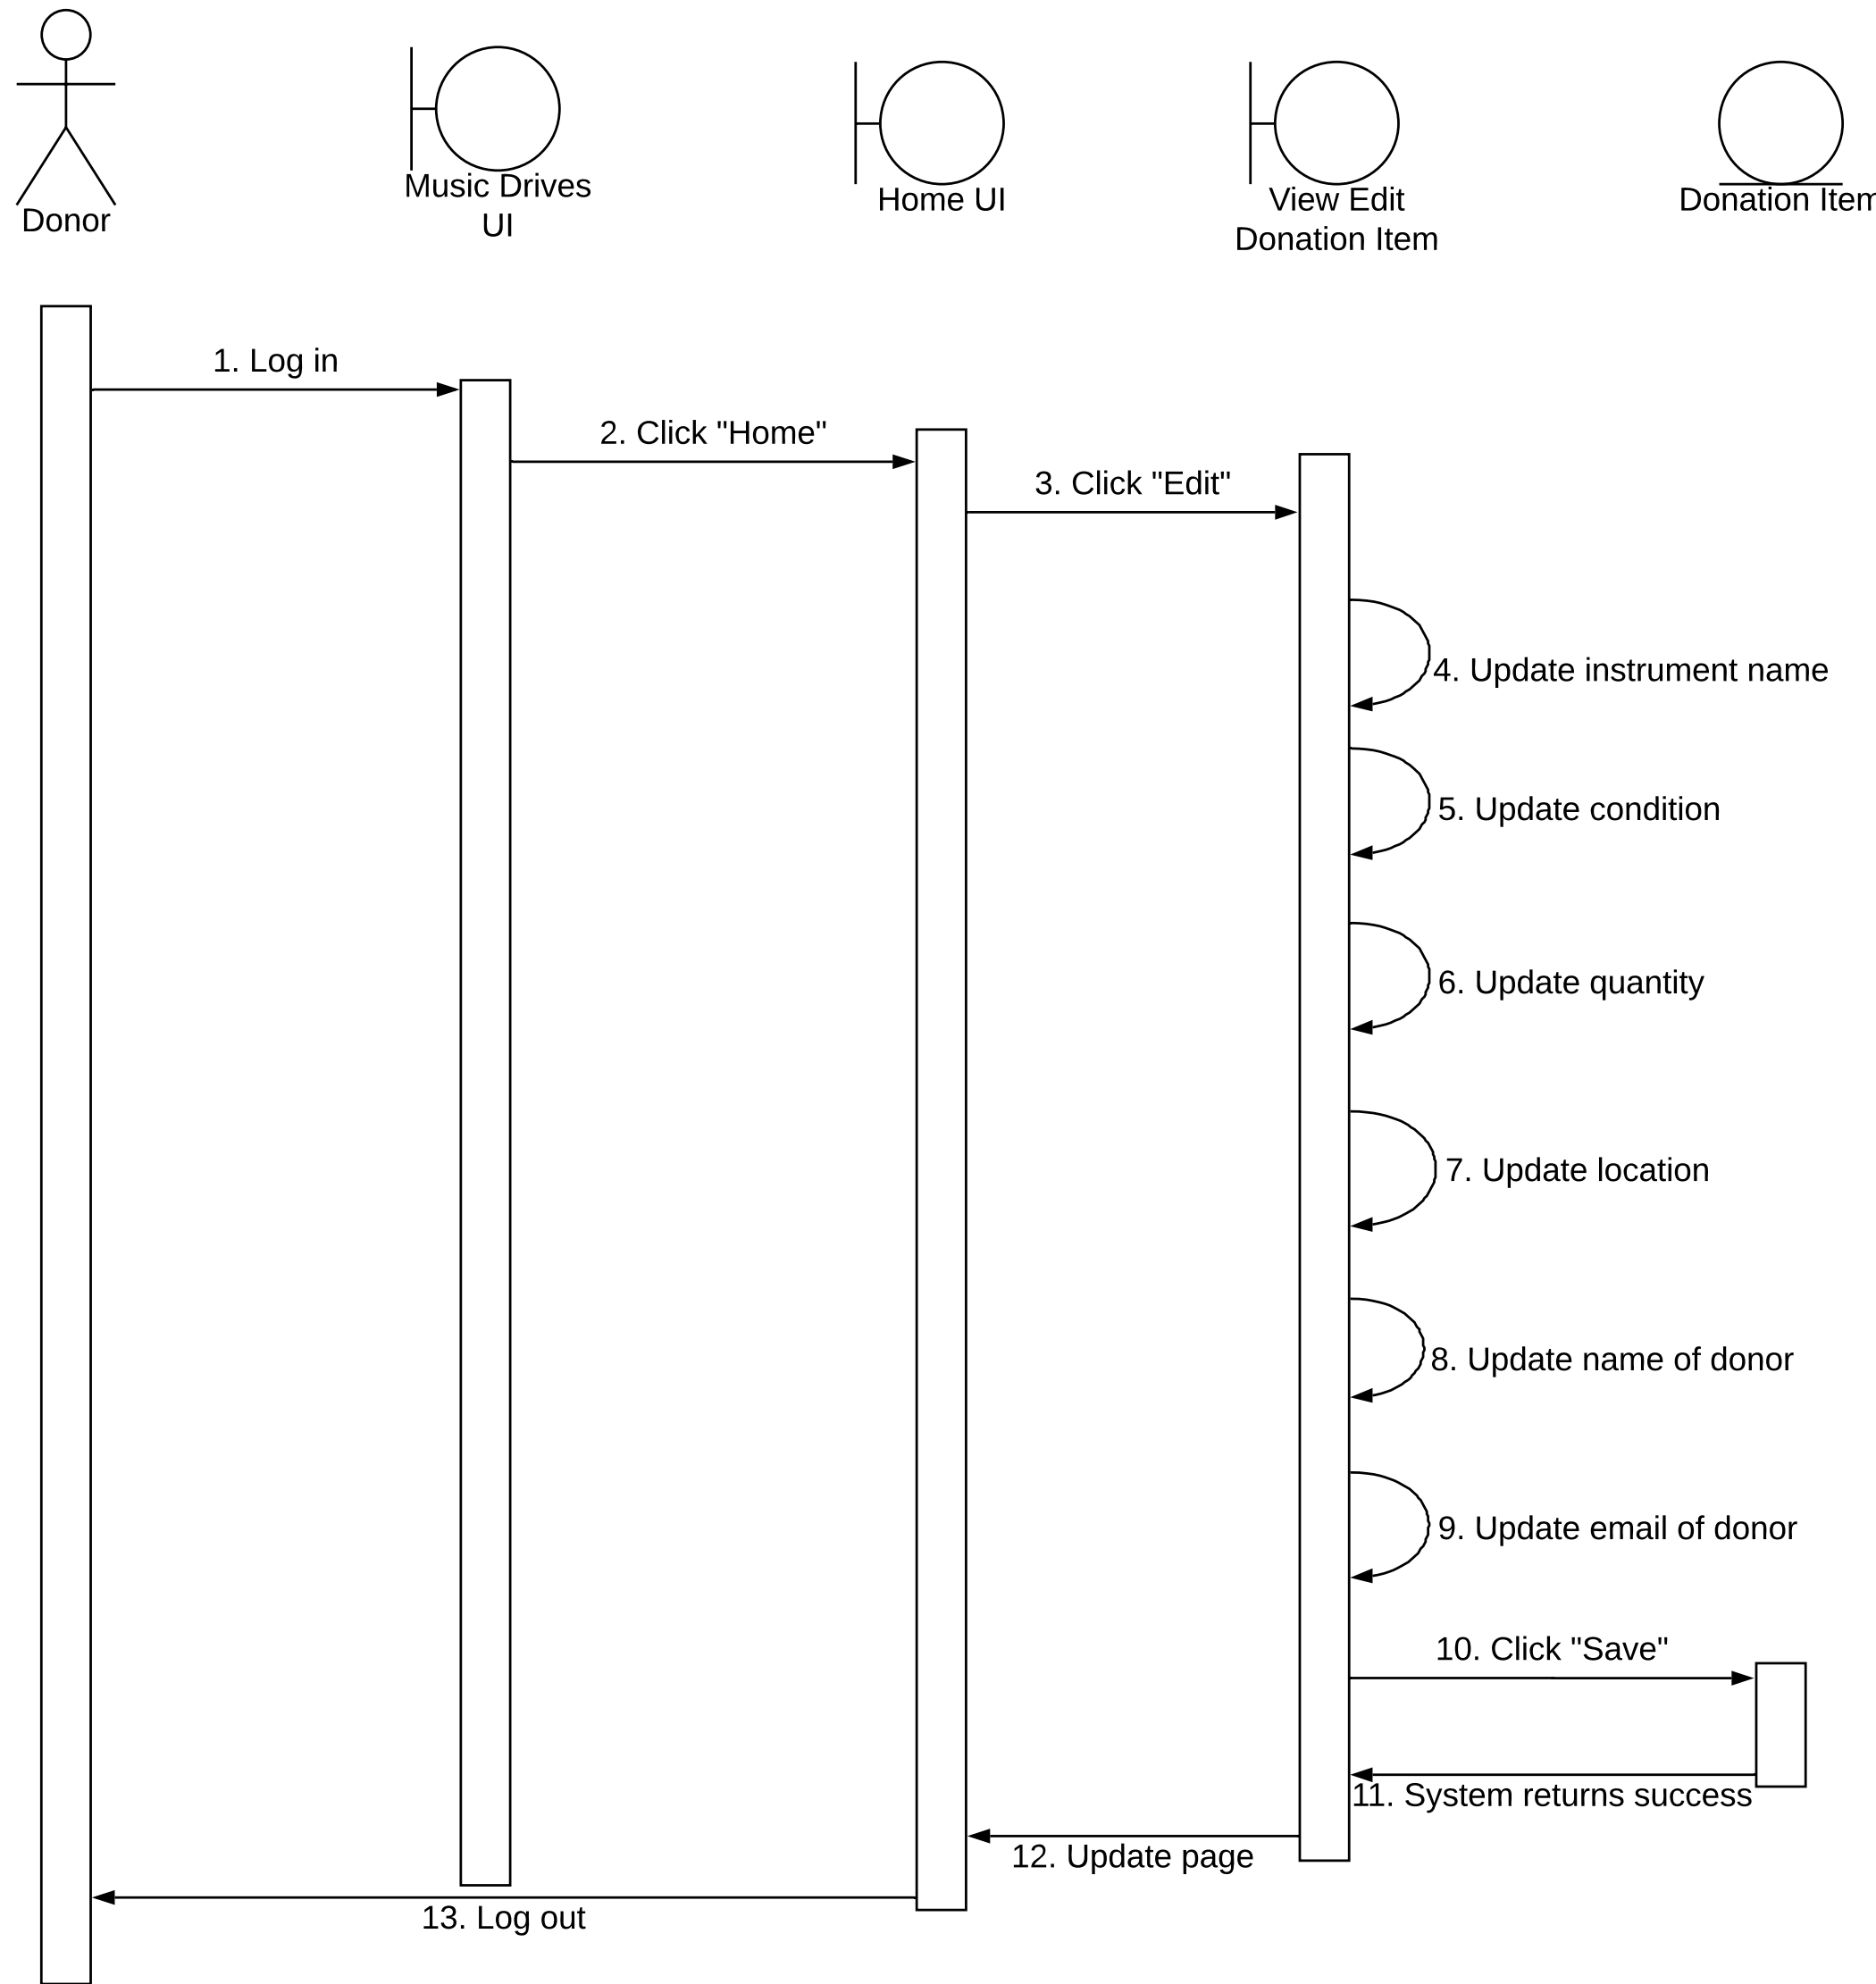 Donor
Music Drives
UI
Home UI
View Edit
Donation Item
Donation Item
1. Log in
2. Click "Home"
3. Click "Edit"
4. Update instrument name
5. Update condition
6. Update quantity
7. Update location
8. Update name of donor
9. Update email of donor
10. Click "Save"
11. System returns success
12. Update page
13. Log out